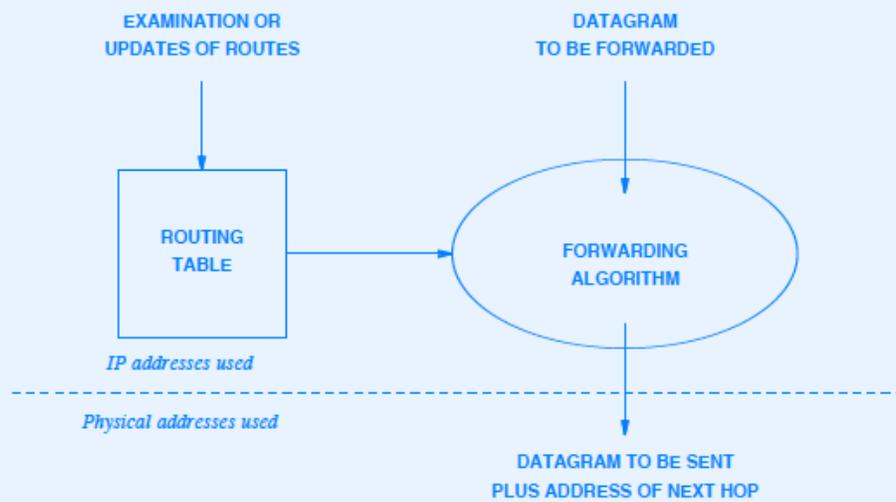 EXAMINATION OR
UPDATES OF ROUTES
DATAGRAM
TO BE FORWARDED
ROUTING
TABLE
FORWARDING
ALGORITHM
IP addresses used
Physical addresses used
DATAGRAM TO BE SENT
PLUS ADDRESS OF NEXT HOP